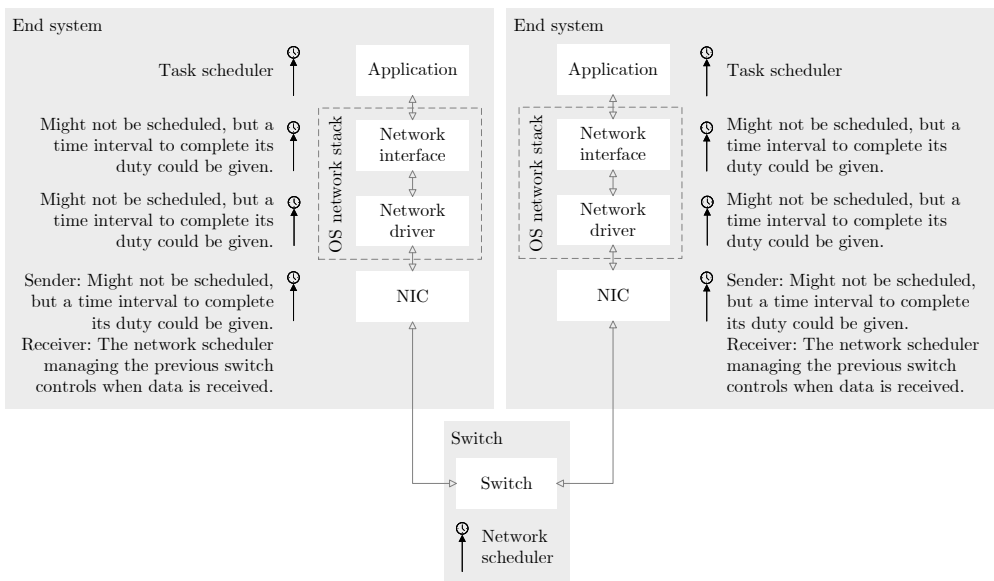 End system
Task scheduler
Application
Might not be scheduled, but a
time interval to complete its
duty could be given.
OS network stack
Network
interface
Might not be scheduled, but a
time interval to complete its
duty could be given.
Network
driver
Sender: Might not be scheduled,
but a time interval to complete
its duty could be given.
Receiver: The network scheduler
managing the previous switch
controls when data is received.
NIC
End system
Application
Task scheduler
OS network stack
Network
interface
Might not be scheduled, but a
time interval to complete its
duty could be given.
Network
driver
Might not be scheduled, but a
time interval to complete its
duty could be given.
NIC
Sender: Might not be scheduled,
but a time interval to complete
its duty could be given.
Receiver: The network scheduler
managing the previous switch
controls when data is received.
Switch
Switch
Network
scheduler